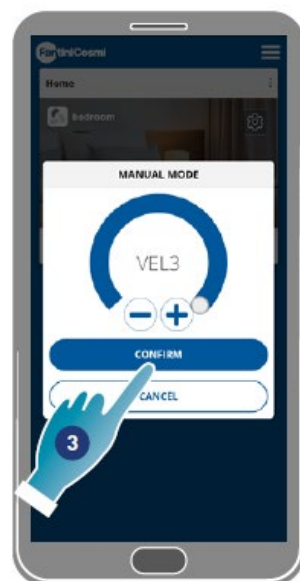 FantiniCosmi
Home
bedroom
MANUAL MODE
VEL3
CONFIRM
CANCEL
3